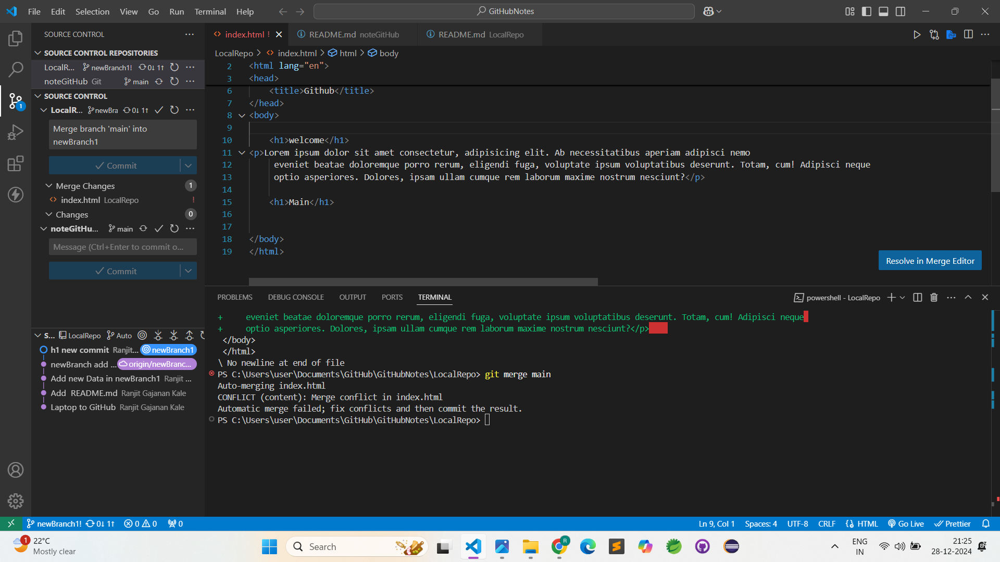 File Edit Selection View Go Run Terminal Help
GitHubNotes
SOURCE CONTROL
SOURCE CONTROL REPOSITORIES
LocalR... newBranch1! 0↓ 1↑
noteGitHub Git main
SOURCE CONTROL
LocalR... newBra 0↓ 1↑
Merge branch 'main' into
newBranch1
Commit
Merge Changes 1
index.html LocalRepo !
Changes 0
noteGitHu... main
Message (Ctrl+Enter to commit o...
Commit
S... LocalRepo Auto
h1 new commit Ranjit... newBranch1
newBranch add ... origin/newBranc...
Add new Data in newBranch1 Ranjit ...
Add README.md Ranjit Gajanan Kale
Laptop to GitHub Ranjit Gajanan Kale
index.html ! README.md noteGitHub README.md LocalRepo
LocalRepo > index.html > html > body
2 <html lang="en">
3 <head>
6 <title>Github</title>
7 </head>
8 <body>
9
10 <h1>welcome</h1>
11 <p>Lorem ipsum dolor sit amet consectetur, adipisicing elit. Ab necessitatibus aperiam adipisci nemo
12 eveniet beatae doloremque porro rerum, eligendi fuga, voluptate ipsum voluptatibus deserunt. Totam, cum! Adipisci neque
13 optio asperiores. Dolores, ipsam ullam cumque rem laborum maxime nostrum nesciunt?</p>
14
15 <h1>Main</h1>
16
17
18 </body>
19 </html>
Resolve in Merge Editor
PROBLEMS DEBUG CONSOLE OUTPUT PORTS TERMINAL
powershell - LocalRepo
+ eveniet beatae doloremque porro rerum, eligendi fuga, voluptate ipsum voluptatibus deserunt. Totam, cum! Adipisci neque
+ optio asperiores. Dolores, ipsam ullam cumque rem laborum maxime nostrum nesciunt?</p>
</body>
</html>
\ No newline at end of file
PS C:\Users\user\Documents\GitHub\GitHubNotes\LocalRepo> git merge main
Auto-merging index.html
CONFLICT (content): Merge conflict in index.html
Automatic merge failed; fix conflicts and then commit the result.
PS C:\Users\user\Documents\GitHub\GitHubNotes\LocalRepo>
newBranch1! 0↓ 1↑ 0 0 0
Ln 9, Col 1 Spaces: 4 UTF-8 CRLF HTML Go Live Prettier
1
22°C
Mostly clear
Search
R
ENG
IN
21:25
28-12-2024